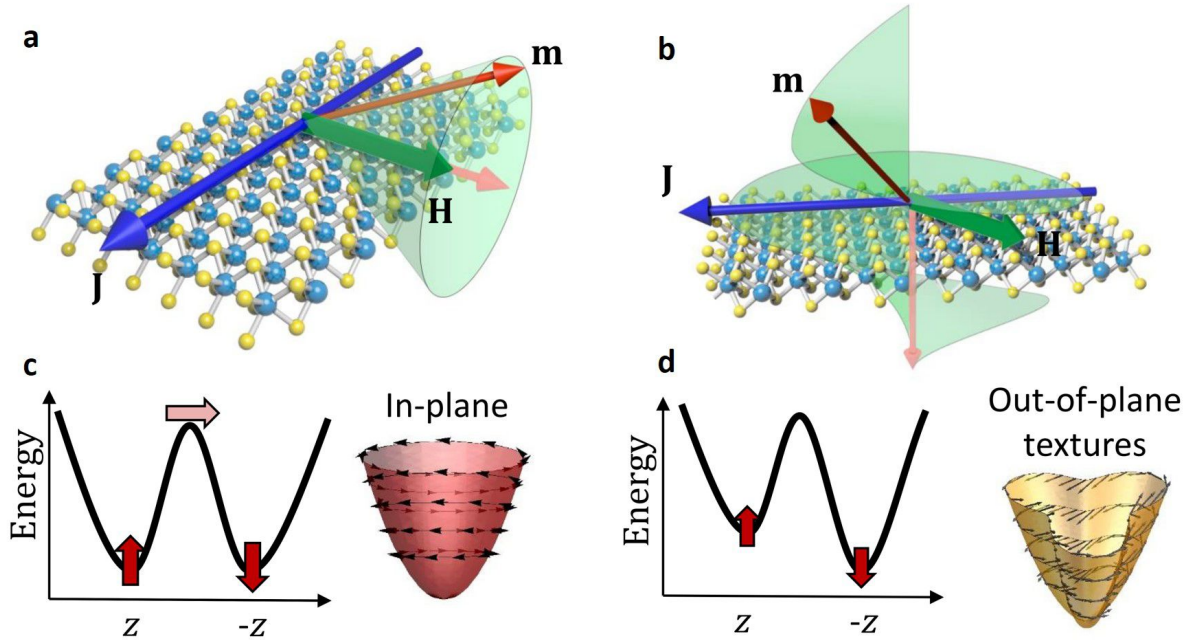 a
m
H
J
b
m
J
H
c
Energy
z
-z
In-plane
d
Energy
z
-z
Out-of-plane
textures